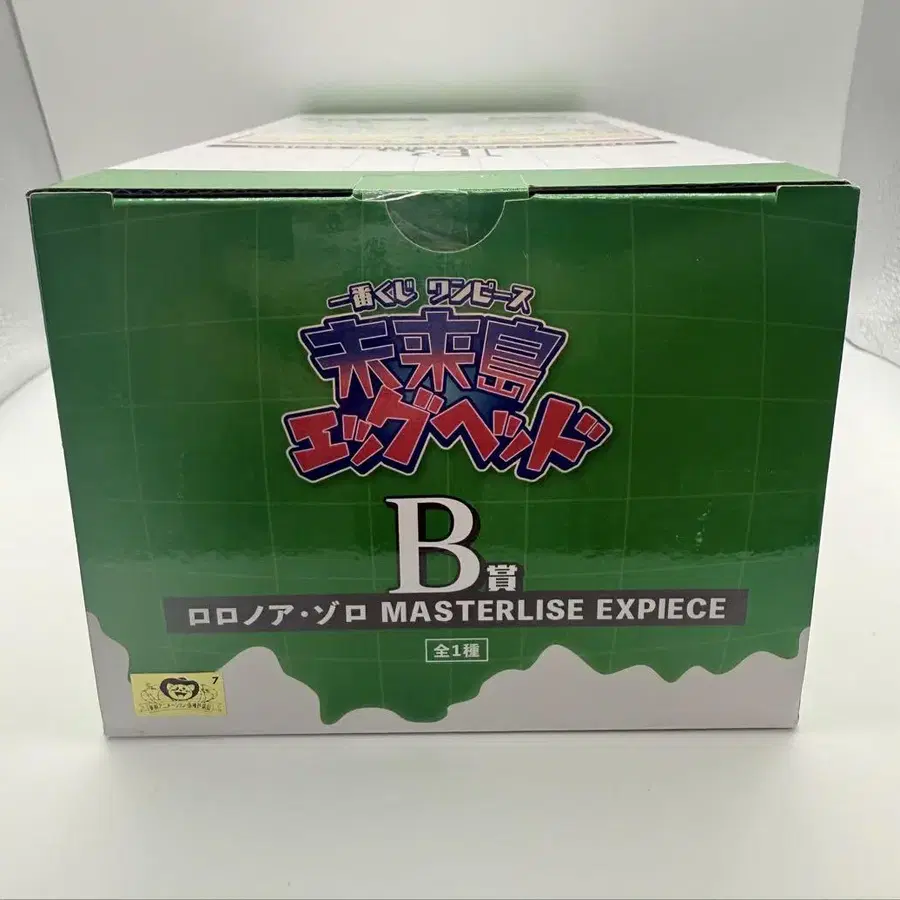 一番くじ ワンピース
未来島
エッグヘッド
B賞
ロロノア・ゾロ MASTERLISE EXPIECE
全1種
7